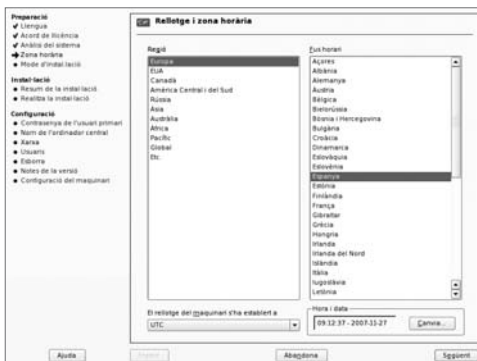 Preparació
Llengua
Acord de llicència
Anàlisi del sistema
Zona horària
Mode d'instal·lació
Instal·lació
Resum de la instal·lació
Realitza la instal·lació
Configuració
Contrasenya de l'usuari primari
Nom de l'ordinador central
Xarxa
Usuaris
Esborra
Notes de la versió
Configuració del maquinari
Rellotge i zona horària
Regió
Europa
EUA
Canadà
Amèrica Central i del Sud
Rússia
Àsia
Austràlia
Àfrica
Pacífic
Global
Etc.
Fus horari
Açores
Albània
Alemanya
Àustria
Bèlgica
Bielorússia
Bòsnia i Hercegovina
Bulgària
Croàcia
Dinamarca
Eslovàquia
Eslovènia
Espanya
Estònia
Finlàndia
França
Gibraltar
Grècia
Hongria
Irlanda
Irlanda del Nord
Islàndia
Itàlia
Iugoslàvia
Letònia
El rellotge del maquinari s'ha establert a
UTC
Hora i data
09:12:37 - 2007-11-27
Canvia...
Ajuda
Abandona
Següent